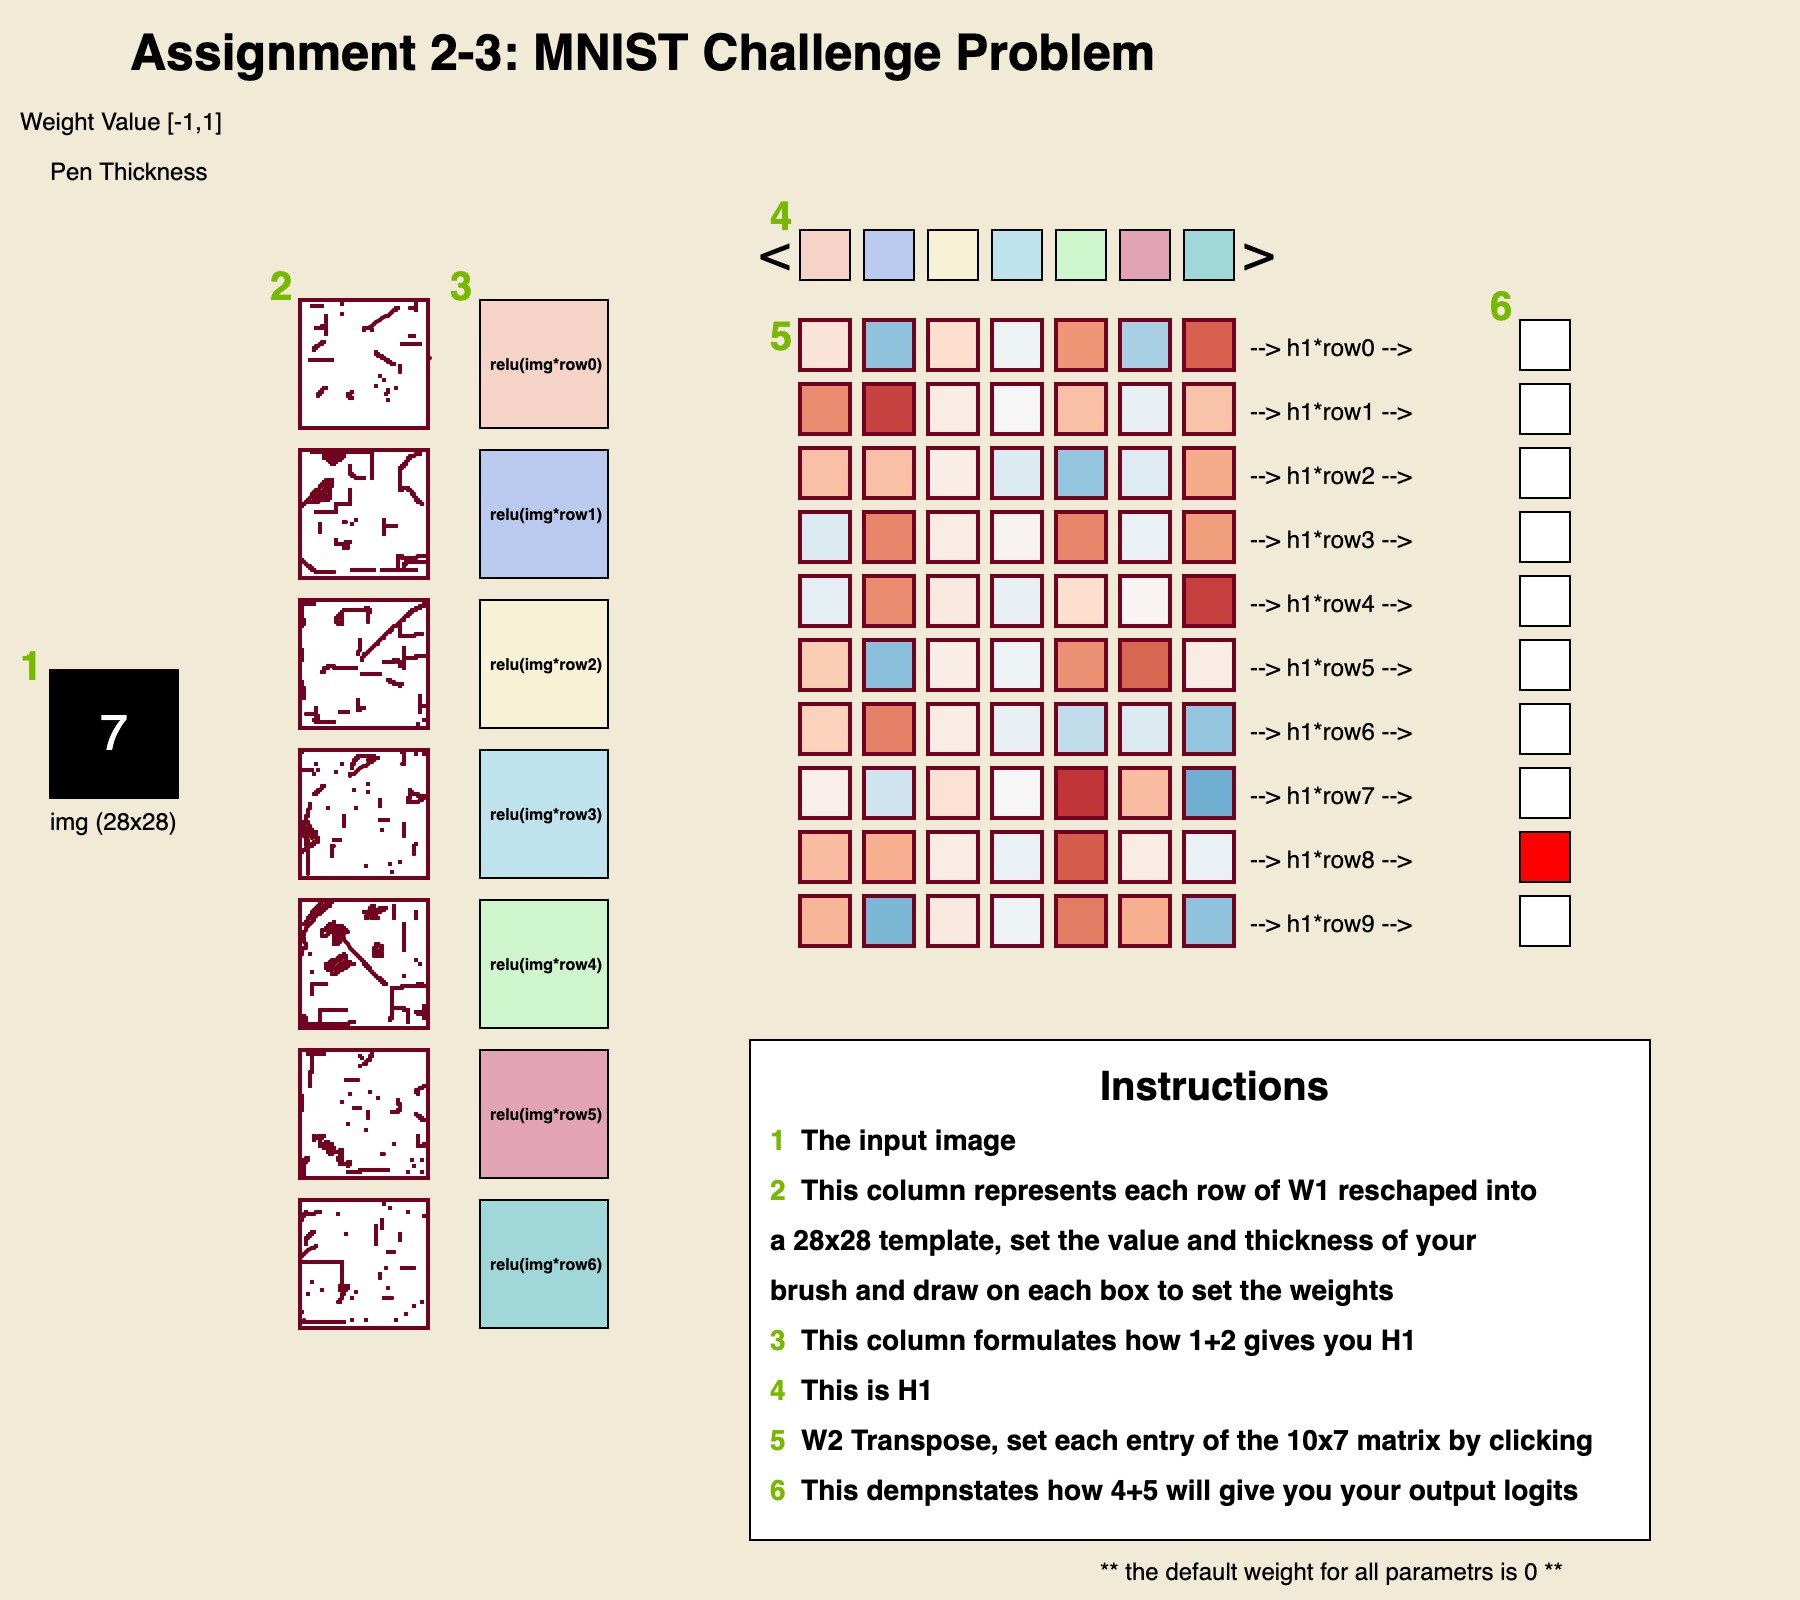 Assignment 2-3: MNIST Challenge Problem
Weight Value [-1,1]
Pen Thickness
4
< >
2 3
6
5
--> h1*row0 -->
--> h1*row1 -->
--> h1*row2 -->
--> h1*row3 -->
--> h1*row4 -->
--> h1*row5 -->
--> h1*row6 -->
--> h1*row7 -->
--> h1*row8 -->
--> h1*row9 -->
relu(img*row0)
relu(img*row1)
relu(img*row2)
relu(img*row3)
relu(img*row4)
relu(img*row5)
relu(img*row6)
1
7
img (28x28)
Instructions
1 The input image
2 This column represents each row of W1 reschaped into
a 28x28 template, set the value and thickness of your
brush and draw on each box to set the weights
3 This column formulates how 1+2 gives you H1
4 This is H1
5 W2 Transpose, set each entry of the 10x7 matrix by clicking
6 This dempnstates how 4+5 will give you your output logits
** the default weight for all parametrs is 0 **